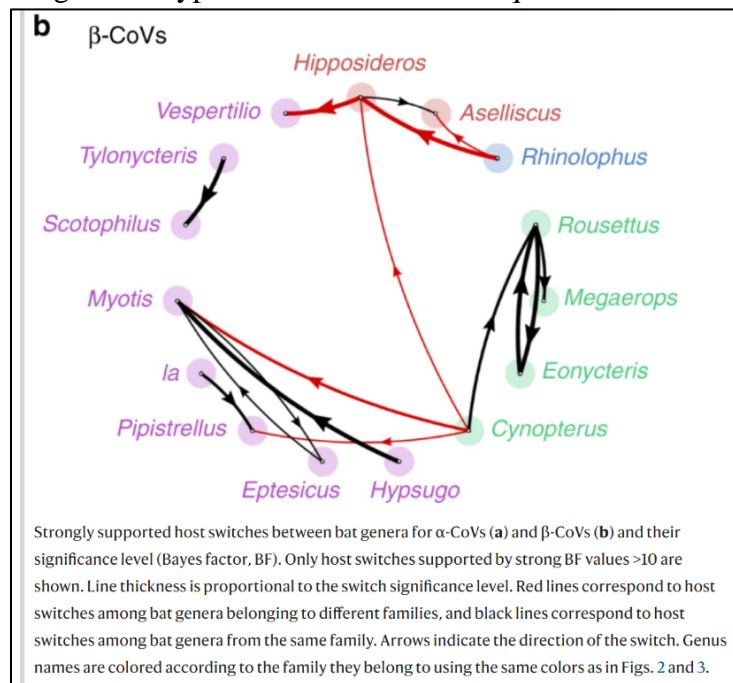 b β-CoVs
Hipposideros
Vespertilio
Aselliscus
Tylonycteris
Rhinolophus
Scotophilus
Rousettus
Myotis
Megaerops
Ia
Eonycteris
Pipistrellus
Cynopterus
Eptesicus Hypsugo
Strongly supported host switches between bat genera for α-CoVs (a) and β-CoVs (b) and their
significance level (Bayes factor, BF). Only host switches supported by strong BF values >10 are
shown. Line thickness is proportional to the switch significance level. Red lines correspond to host
switches among bat genera belonging to different families, and black lines correspond to host
switches among bat genera from the same family. Arrows indicate the direction of the switch. Genus
names are colored according to the family they belong to using the same colors as in Figs. 2 and 3.